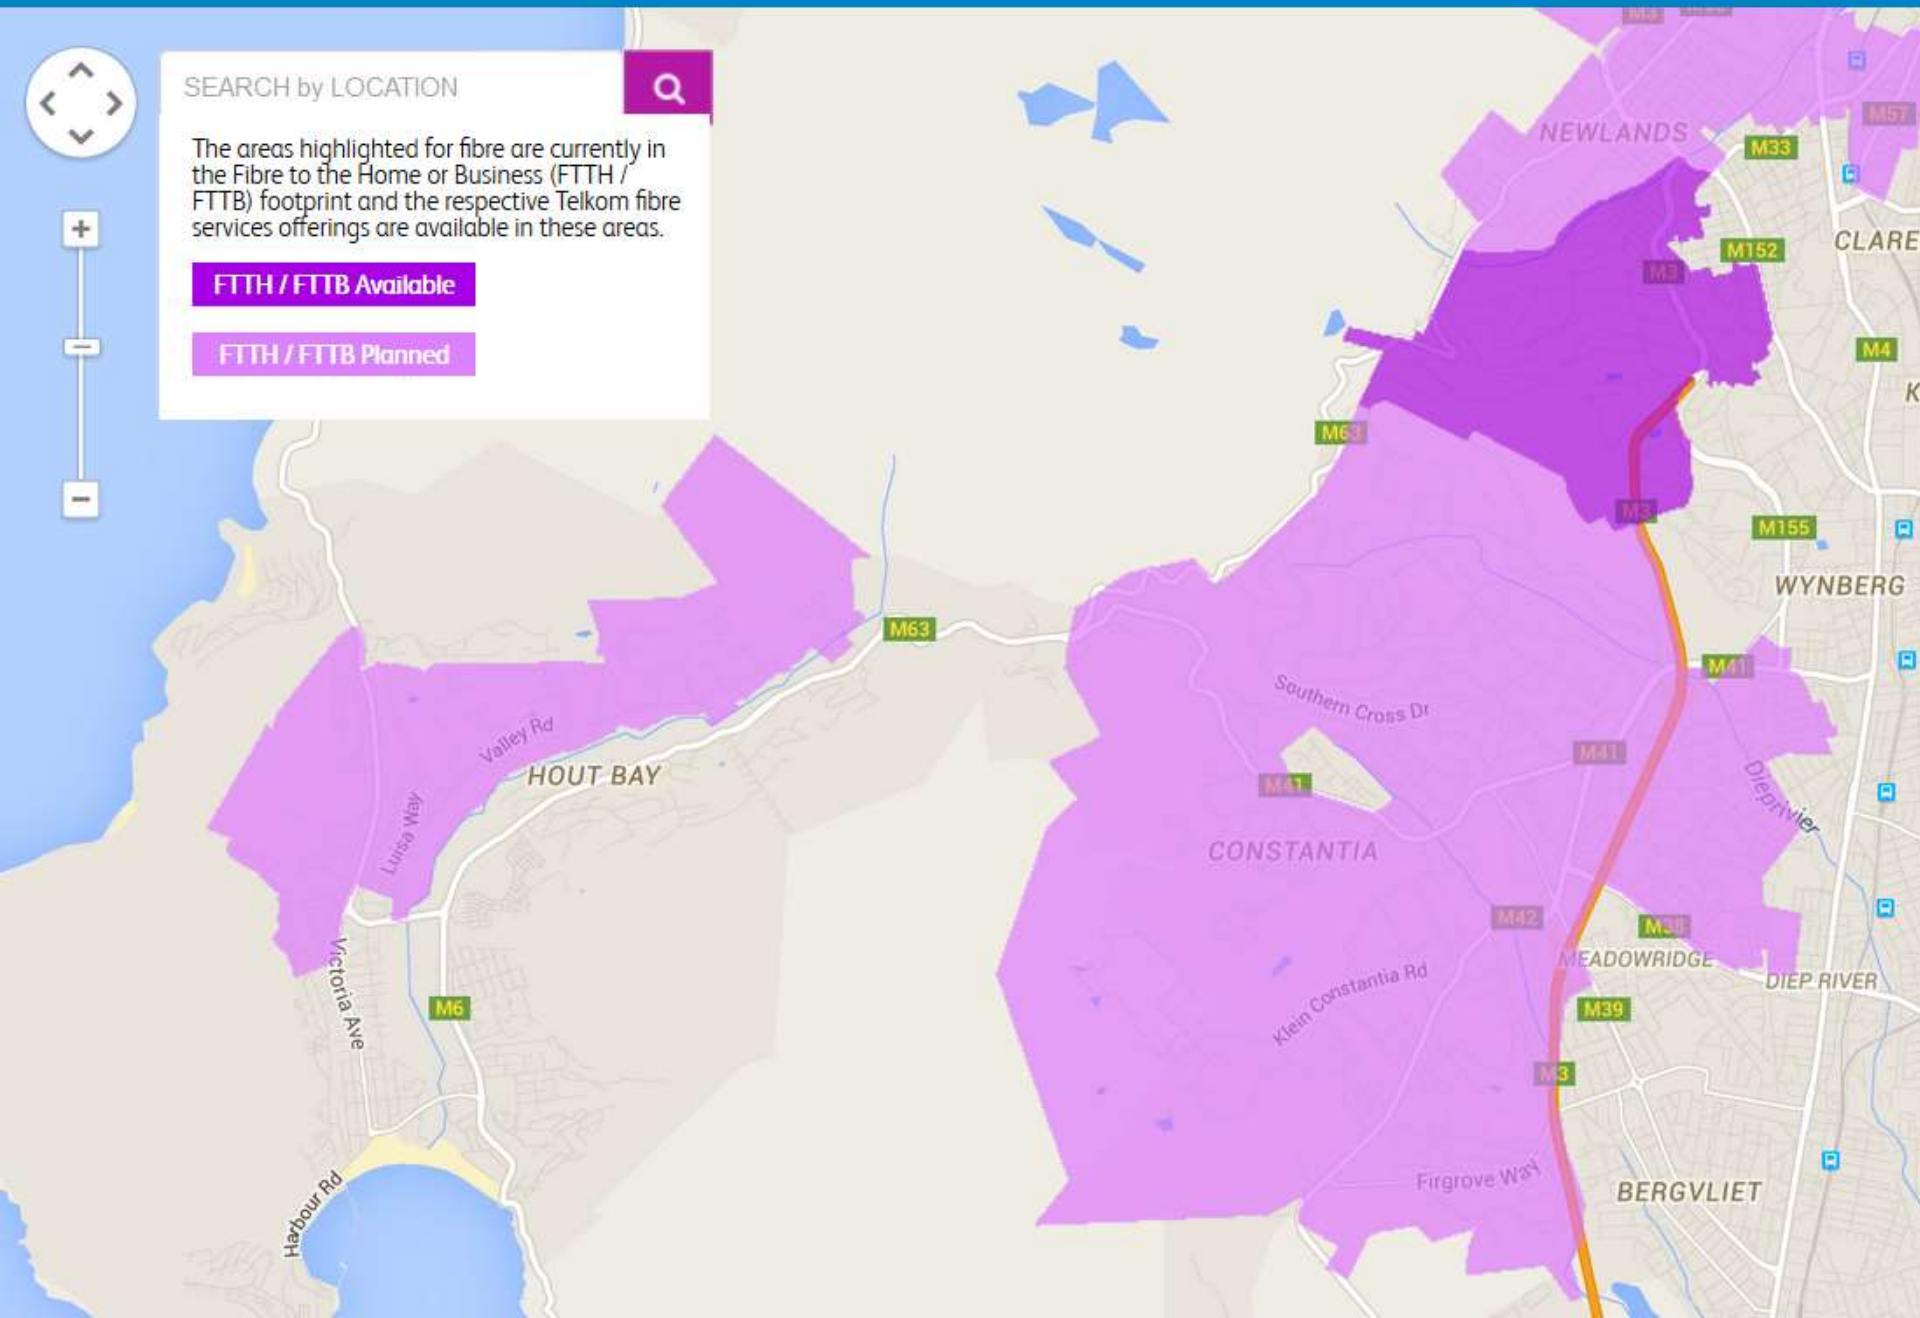 M3
SEARCH by LOCATION
The areas highlighted for fibre are currently in
the Fibre to the Home or Business (FTTH /
FTTB) footprint and the respective Telkom fibre
services offerings are available in these areas.
FTTH / FTTB Available
FTTH / FTTB Planned
M57
NEWLANDS
M33
CLARE
M152
M3
M4
K
M63
M3
M155
WYNBERG
M63
M41
Southern Cross Dr
Valley Rd
M41
HOUT BAY
M41
Dieprivier
Luisa Way
CONSTANTIA
M42
M38
MEADOWRIDGE
DIEP RIVER
Victoria Ave
Klein Constantia Rd
M6
M39
M3
Firgrove Way
BERGVLIET
Harbour Rd